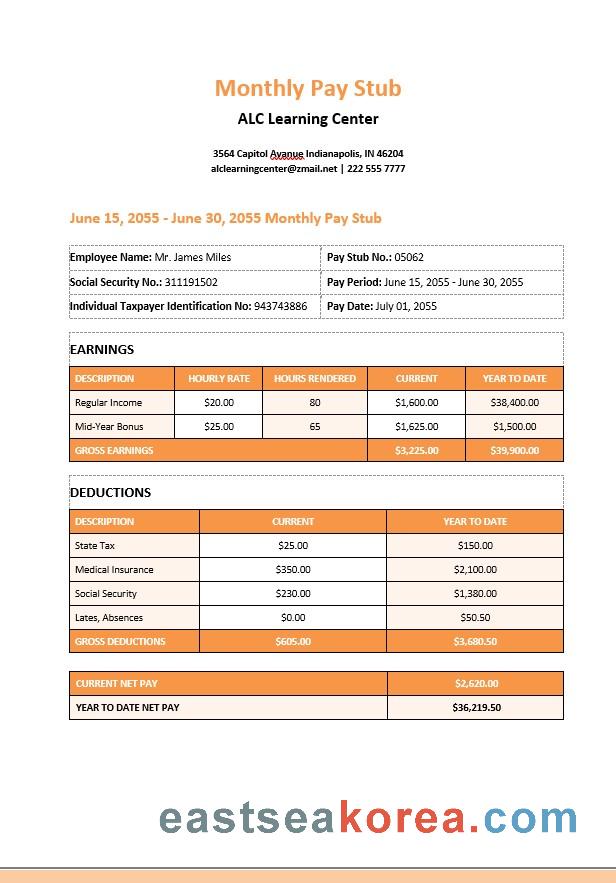 Monthly Pay Stub
ALC Learning Center
3564 Capitol Ayanue Indianapolis, IN 46204
alclearningcenter@zmail.net | 222 555 7777
June 15, 2055 - June 30, 2055 Monthly Pay Stub
Employee Name: Mr. James Miles Pay Stub No.: 05062
Social Security No.: 311191502 Pay Period: June 15, 2055 - June 30, 2055
Individual Taxpayer Identification No: 943743886 Pay Date: July 01, 2055
EARNINGS
DESCRIPTION HOURLY RATE HOURS RENDERED CURRENT YEAR TO DATE
Regular Income $20.00 80 $1,600.00 $38,400.00
Mid-Year Bonus $25.00 65 $1,625.00 $1,500.00
GROSS EARNINGS $3,225.00 $39,900.00
DEDUCTIONS
DESCRIPTION CURRENT YEAR TO DATE
State Tax $25.00 $150.00
Medical Insurance $350.00 $2,100.00
Social Security $230.00 $1,380.00
Lates, Absences $0.00 $50.50
GROSS DEDUCTIONS $605.00 $3,680.50
CURRENT NET PAY $2,620.00
YEAR TO DATE NET PAY $36,219.50
eastseakorea.com